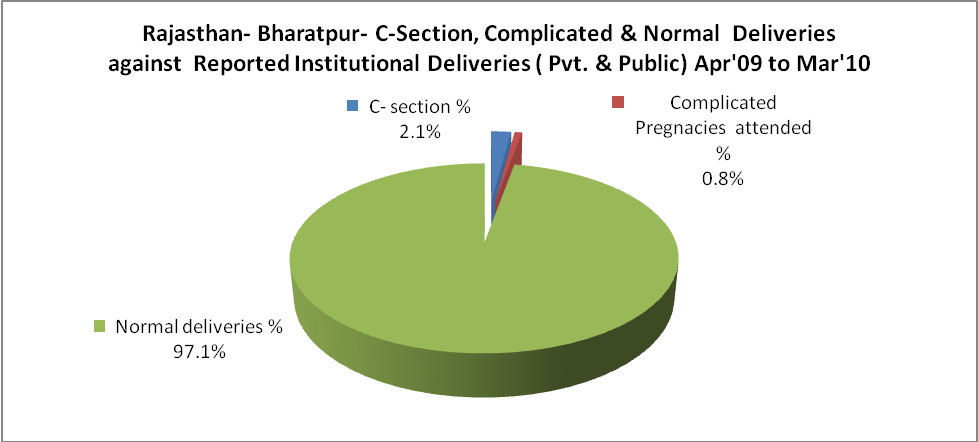 Rajasthan- Bharatpur- C-Section, Complicated & Normal Deliveries
against Reported Institutional Deliveries ( Pvt. & Public) Apr'09 to Mar'10
C- section %
2.1%
Complicated
Pregnacies attended
%
0.8%
Normal deliveries %
97.1%